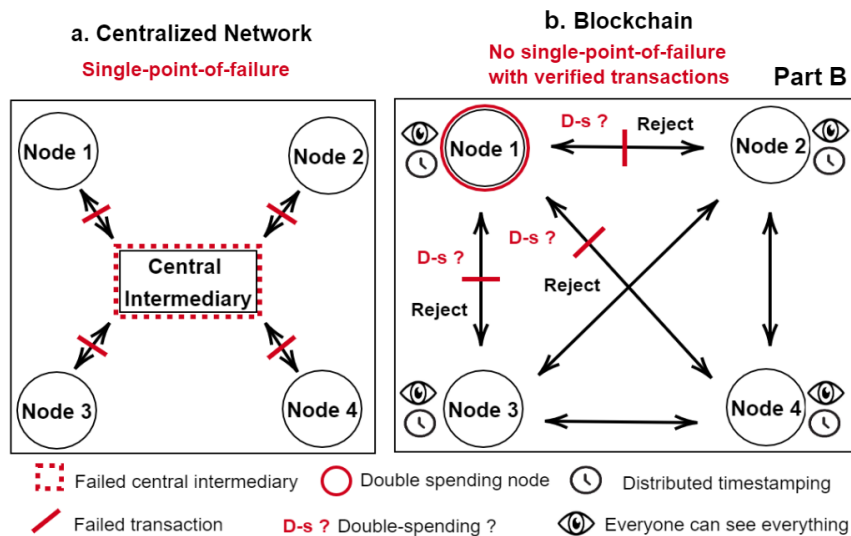 a. Centralized Network
Single-point-of-failure
b. Blockchain
No single-point-of-failure
with verified transactions
Part B
Node 1
Node 2
Central
Intermediary
Node 3
Node 4
D-s ?
Reject
Node 1
Node 2
D-s ?
D-s ?
Reject
Reject
Node 3
Node 4
Failed central intermediary
Double spending node
Distributed timestamping
Failed transaction
D-s ? Double-spending ?
Everyone can see everything